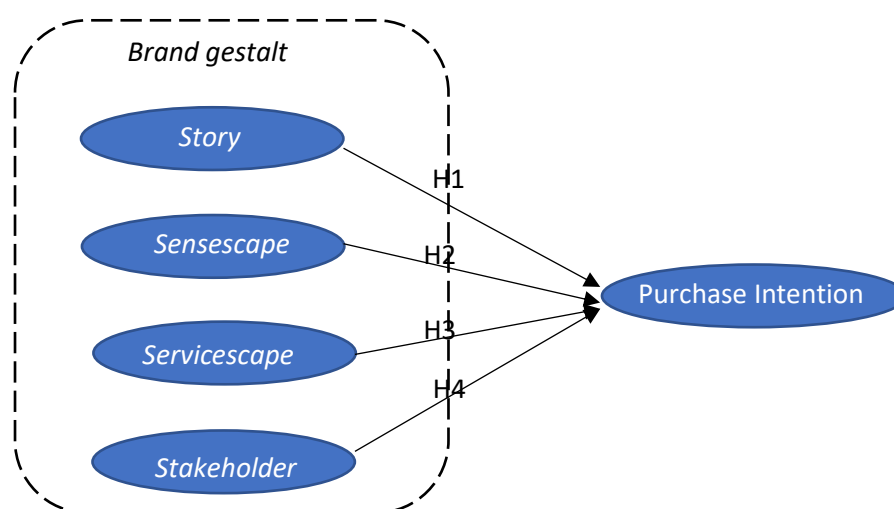 Brand gestalt
Story
H1
Sensescape
H2
Purchase Intention
Servicescape
H3
H4
Stakeholder